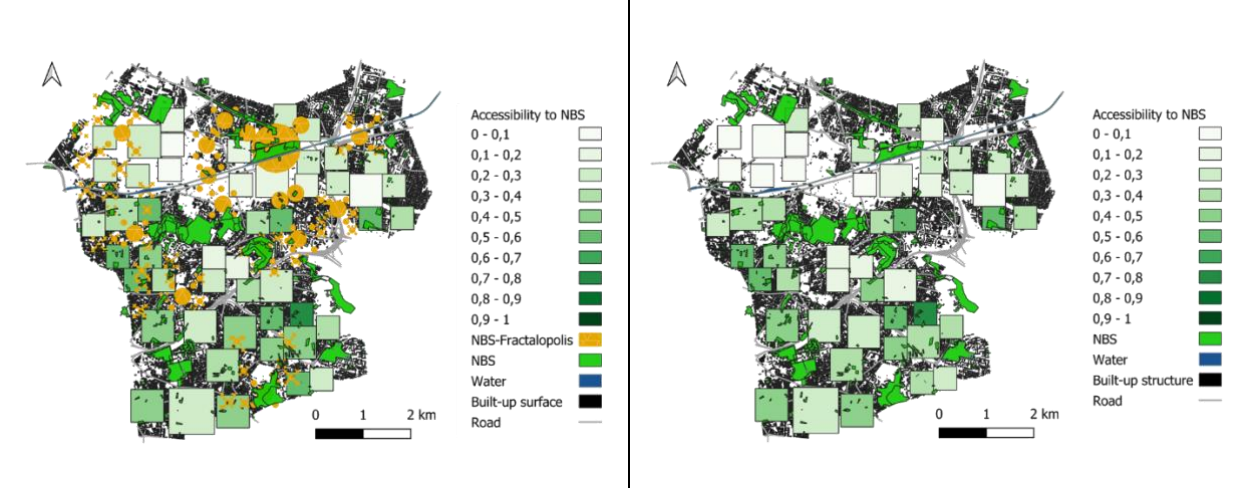 Accessibility to NBS
0 - 0,1
0,1 - 0,2
0,2 - 0,3
0,3 - 0,4
0,4 - 0,5
0,5 - 0,6
0,6 - 0,7
0,7 - 0,8
0,8 - 0,9
0,9 - 1
NBS-Fractalopolis
NBS
Water
Built-up surface
Road
0 1 2 km
Accessibility to NBS
0 - 0,1
0,1 - 0,2
0,2 - 0,3
0,3 - 0,4
0,4 - 0,5
0,5 - 0,6
0,6 - 0,7
0,7 - 0,8
0,8 - 0,9
0,9 - 1
NBS
Water
Built-up structure
Road
0 1 2 km